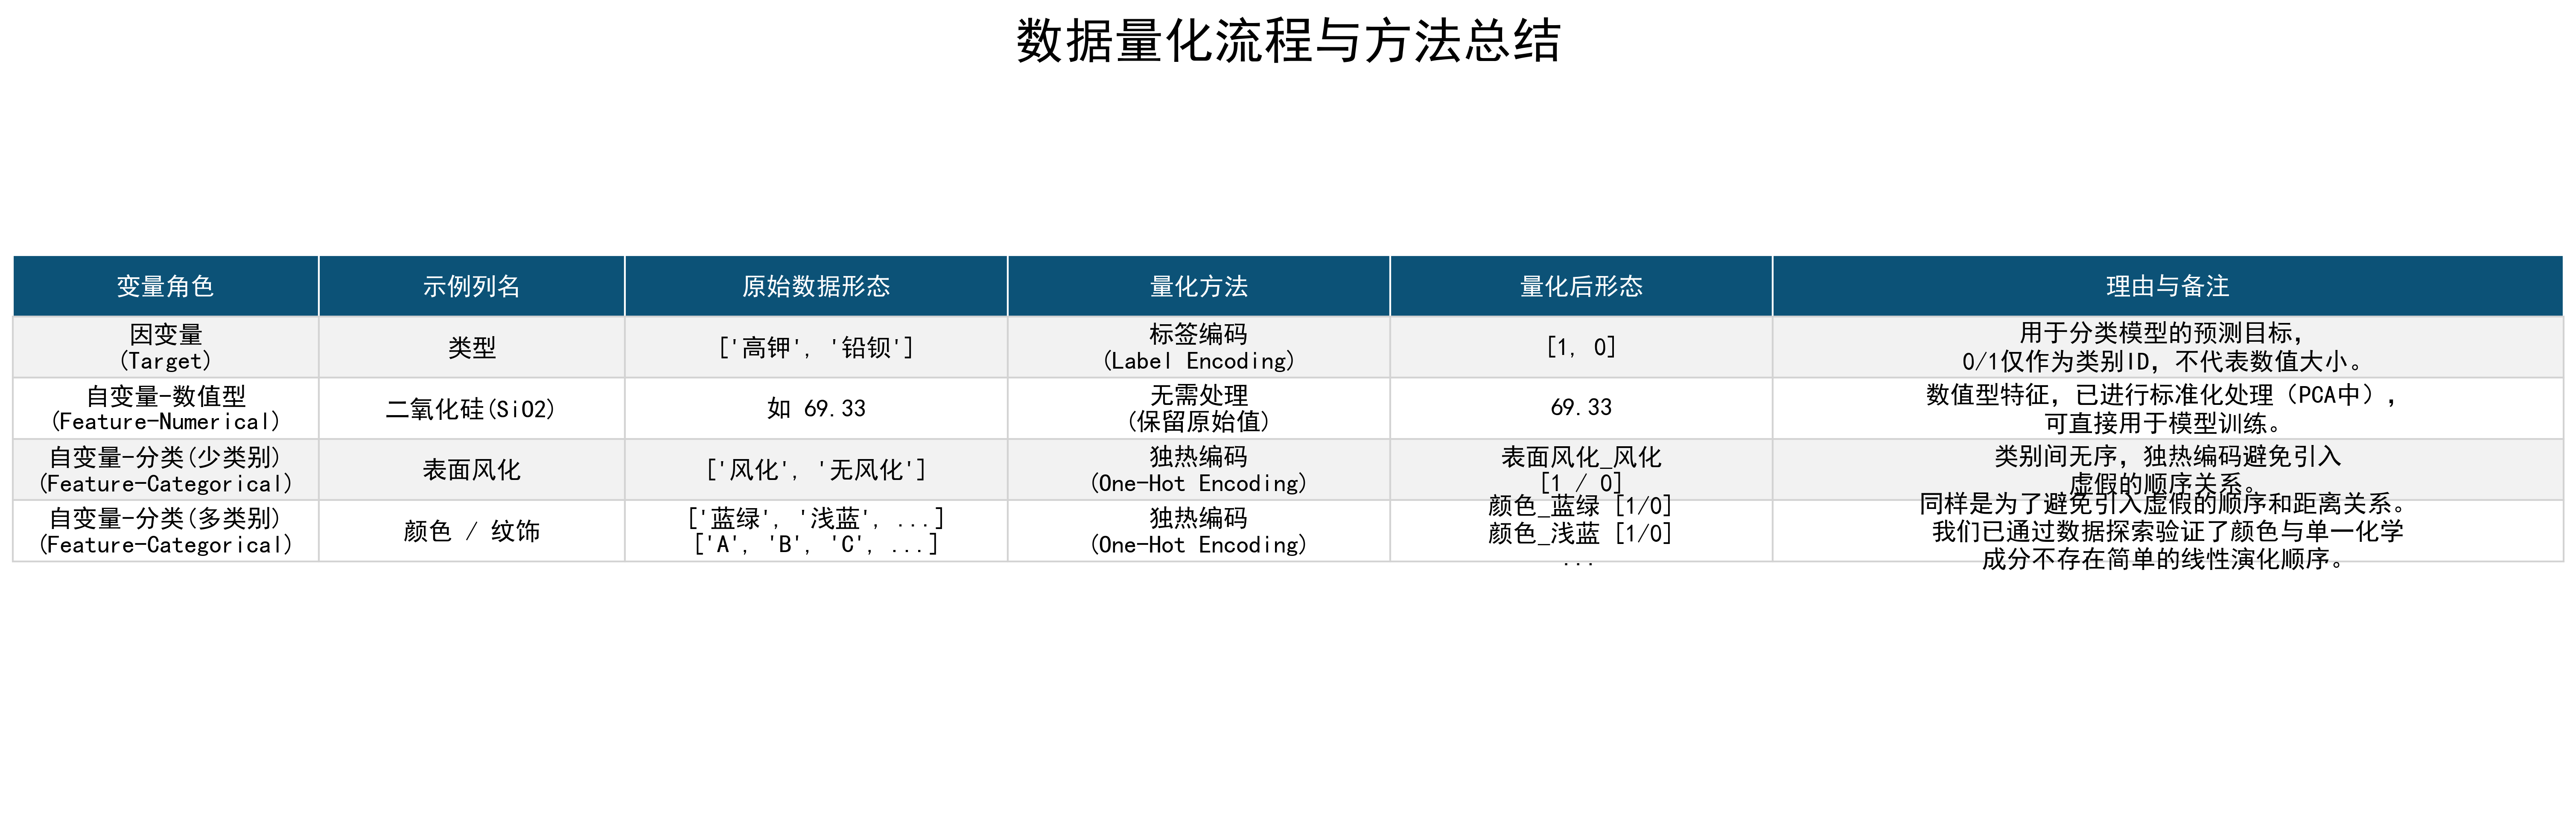 数据量化流程与方法总结
变量角色
示例列名
原始数据形态
量化方法
量化后形态
理由与备注
因变量
(Target)
类型
['高钾', '铅钡']
标签编码
(Label Encoding)
[1, 0]
用于分类模型的预测目标，
0/1仅作为类别ID，不代表数值大小。
自变量-数值型
(Feature-Numerical)
二氧化硅(SiO2)
如 69.33
无需处理
(保留原始值)
69.33
数值型特征，已进行标准化处理（PCA中），
可直接用于模型训练。
自变量-分类(少类别)
(Feature-Categorical)
表面风化
['风化', '无风化']
独热编码
(One-Hot Encoding)
表面风化_风化
[1 / 0]
类别间无序，独热编码避免引入
虚假的顺序关系。
自变量-分类(多类别)
(Feature-Categorical)
颜色 / 纹饰
['蓝绿', '浅蓝', ...]
['A', 'B', 'C', ...]
独热编码
(One-Hot Encoding)
颜色_蓝绿 [1/0]
颜色_浅蓝 [1/0]
...
同样是为了避免引入虚假的顺序和距离关系。
我们已通过数据探索验证了颜色与单一化学
成分不存在简单的线性演化顺序。